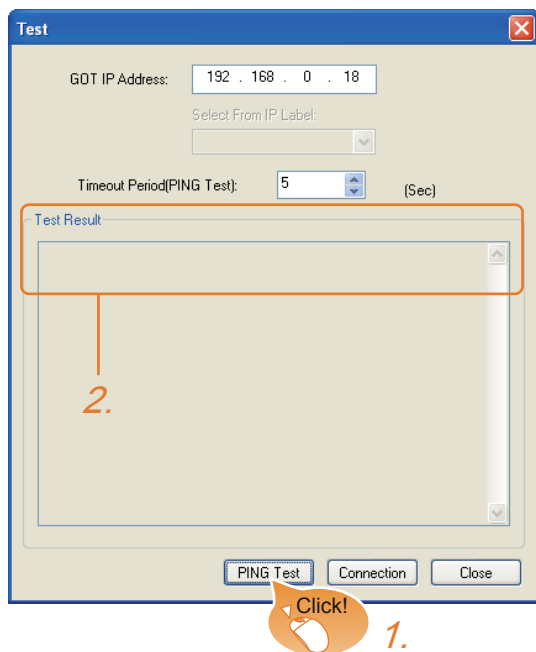 Test
GOT IP Address: 192 . 168 . 0 . 18
Select From IP Label:
Timeout Period(PING Test): 5 (Sec)
Test Result
2.
PING Test Connection Close
Click!
1.